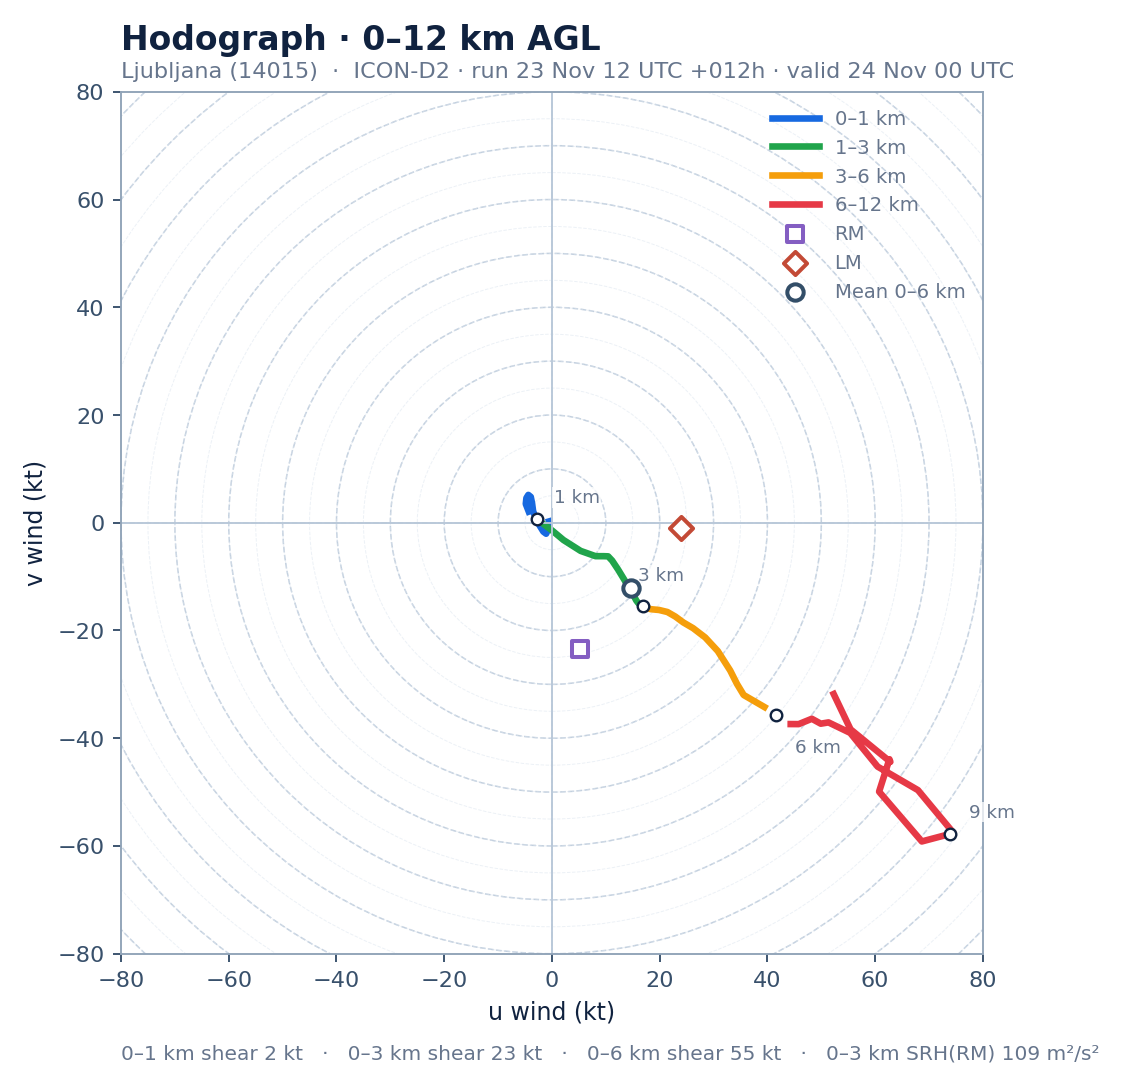 Hodograph · 0–12 km AGL
Ljubljana (14015) · ICON-D2 · run 23 Nov 12 UTC +012h · valid 24 Nov 00 UTC
80
60
40
20
0
−20
−40
−60
−80
v wind (kt)
0–1 km
1–3 km
3–6 km
6–12 km
RM
LM
Mean 0–6 km
1 km
3 km
6 km
9 km
−80 −60 −40 −20 0 20 40 60 80
u wind (kt)
0–1 km shear 2 kt · 0–3 km shear 23 kt · 0–6 km shear 55 kt · 0–3 km SRH(RM) 109 m²/s²